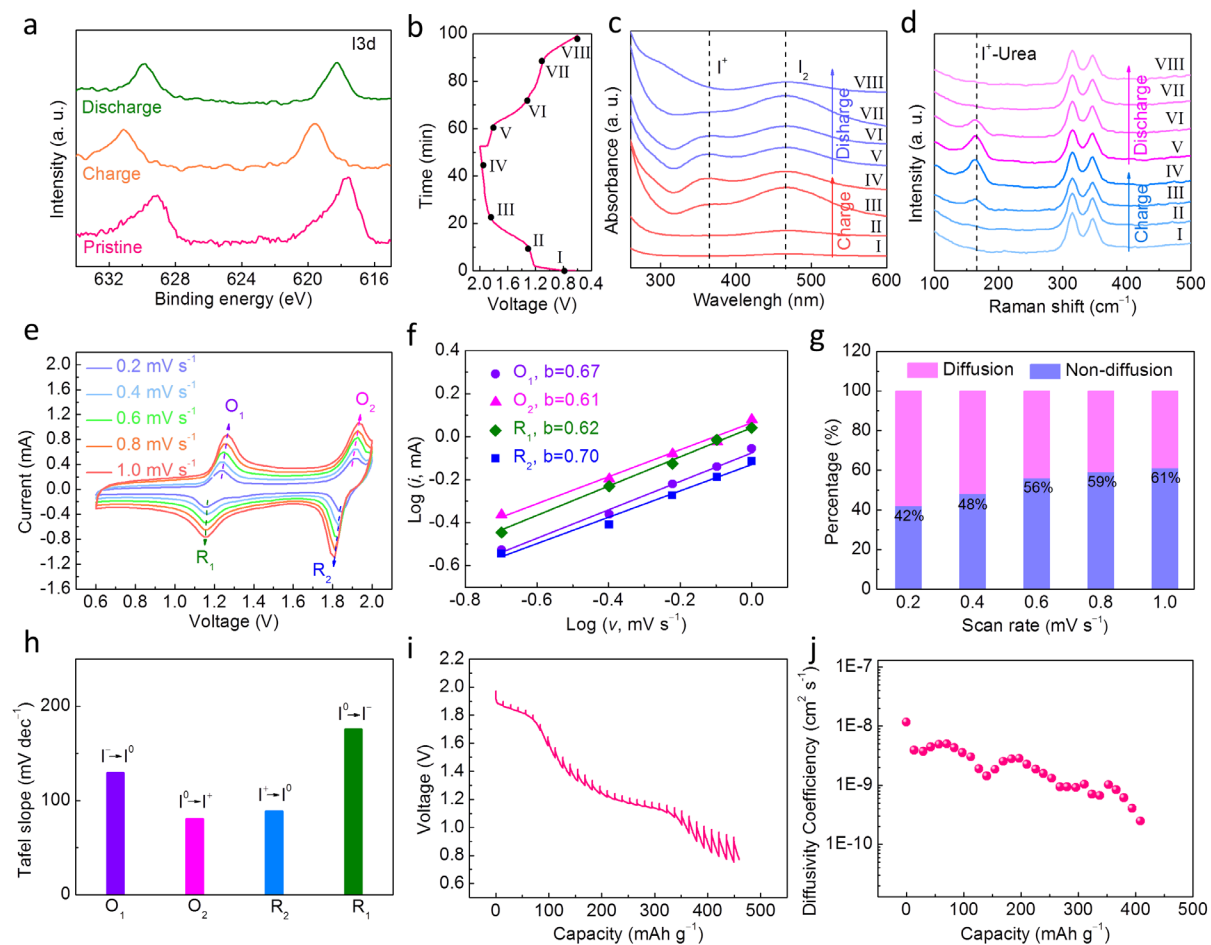 a
I3d
Discharge
Charge
Pristine
Intensity (a. u.)
632
628
624
620
616
Binding energy (eV)
b
100
80
60
40
20
0
Time (min)
VIII
VII
VI
V
IV
III
II
I
2.0
1.6
1.2
0.8
0.4
Voltage (V)
c
I⁺
I₂
VIII
VII
VI
V
IV
III
II
I
Disharge
Charge
Absorbance (a. u.)
300
400
500
600
Wavelengh (nm)
d
I⁺-Urea
VIII
VII
VI
V
IV
III
II
I
Discharge
Charge
Intensity (a. u.)
100
200
300
400
500
Raman shift (cm⁻¹)
e
0.2 mV s⁻¹
0.4 mV s⁻¹
0.6 mV s⁻¹
0.8 mV s⁻¹
1.0 mV s⁻¹
O₁
O₂
R₁
R₂
2.0
1.6
1.2
0.8
0.4
0.0
-0.4
-0.8
-1.2
-1.6
Current (mA)
0.6
0.8
1.0
1.2
1.4
1.6
1.8
2.0
Voltage (V)
f
O₁, b=0.67
O₂, b=0.61
R₁, b=0.62
R₂, b=0.70
0.4
0.2
0.0
-0.2
-0.4
-0.6
Log (i, mA)
-0.8
-0.6
-0.4
-0.2
0.0
Log (v, mV s⁻¹)
g
Diffusion
Non-diffusion
120
100
80
60
40
20
0
Percentage (%)
42%
48%
56%
59%
61%
0.2
0.4
0.6
0.8
1.0
Scan rate (mV s⁻¹)
h
I⁻→I⁰
I⁰→I⁺
I⁺→I⁰
I⁰→I⁻
200
100
0
Tafel slope (mV dec⁻¹)
O₁
O₂
R₂
R₁
i
2.2
2.0
1.8
1.6
1.4
1.2
1.0
0.8
0.6
Voltage (V)
0
100
200
300
400
500
Capacity (mAh g⁻¹)
j
1E-7
1E-8
1E-9
1E-10
Diffusivity Coefficiency (cm² s⁻¹)
0
100
200
300
400
500
Capacity (mAh g⁻¹)